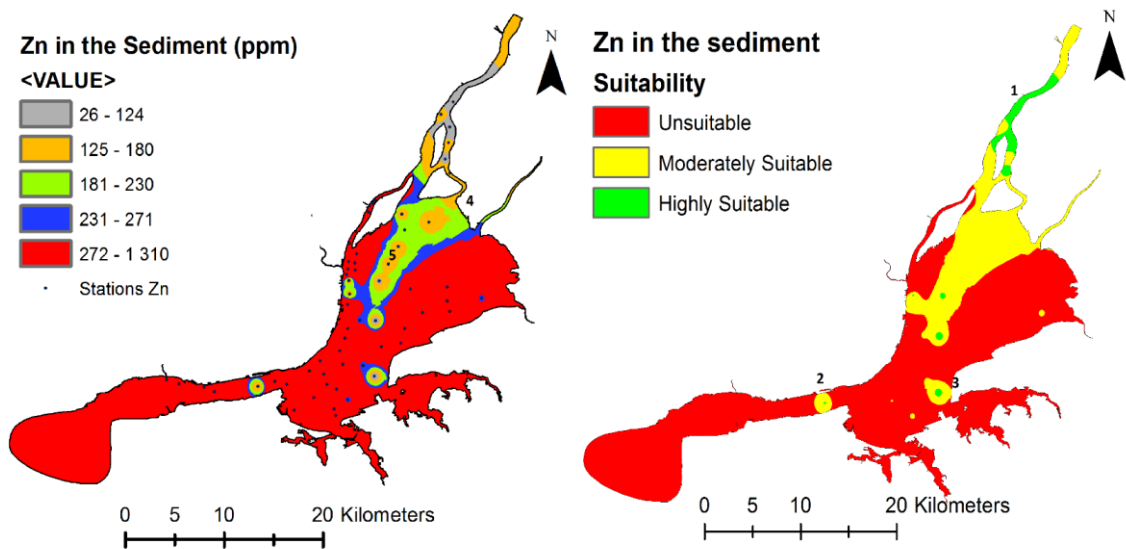 Zn in the Sediment (ppm)
<VALUE>
26 - 124
125 - 180
181 - 230
231 - 271
272 - 1 310
Stations Zn
N
4
5
0 5 10 20 Kilometers
Zn in the sediment
Suitability
Unsuitable
Moderately Suitable
Highly Suitable
N
1
2
3
0 5 10 20 Kilometers